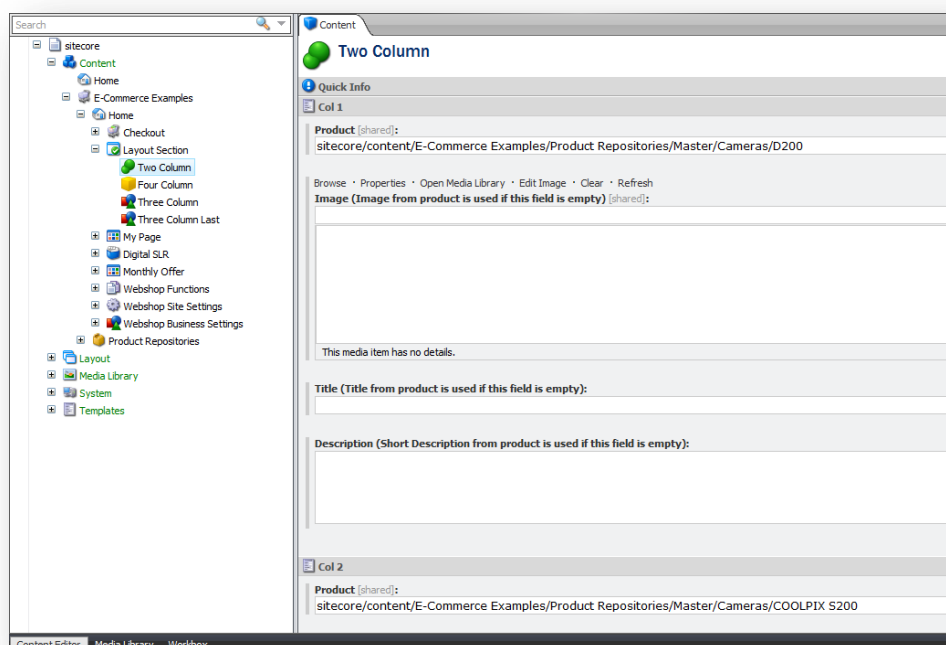 Search
sitecore
Content
Home
E-Commerce Examples
Home
Checkout
Layout Section
Two Column
Four Column
Three Column
Three Column Last
My Page
Digital SLR
Monthly Offer
Webshop Functions
Webshop Site Settings
Webshop Business Settings
Product Repositories
Layout
Media Library
System
Templates
Content
Two Column
Quick Info
Col 1
Product [shared]:
sitecore/content/E-Commerce Examples/Product Repositories/Master/Cameras/D200
Browse · Properties · Open Media Library · Edit Image · Clear · Refresh
Image (Image from product is used if this field is empty) [shared]:
This media item has no details.
Title (Title from product is used if this field is empty):
Description (Short Description from product is used if this field is empty):
Col 2
Product [shared]:
sitecore/content/E-Commerce Examples/Product Repositories/Master/Cameras/COOLPIX S200
Content Editor Media Library Workbox